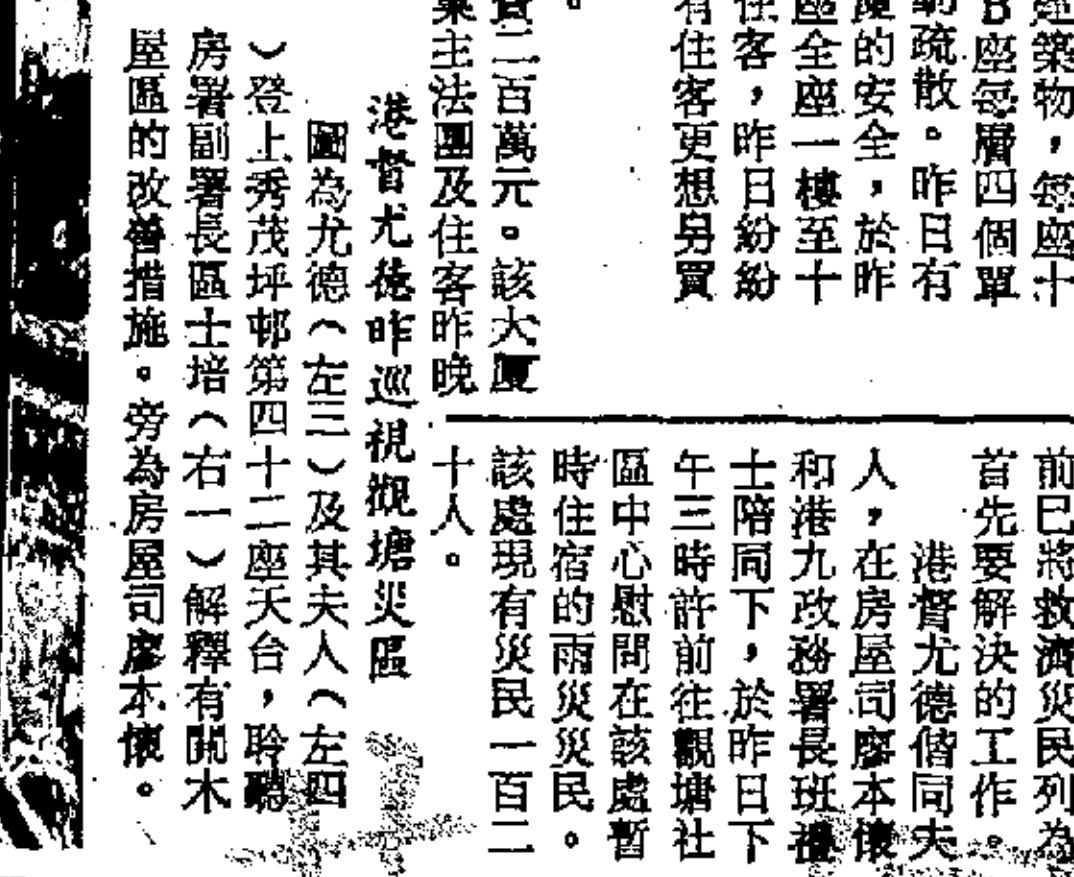 建築物，每座十
B座每層四個單
疏散。昨日有
廈的安全，於昨
座全座一樓至十
住客，昨日紛紛
有住客更想另買
。
資二百萬元。該大廈
業主法團及住客昨晚
前已將救濟災民列為
首先要解決的工作。
港督尤德偕同夫
人，在房屋司廖本懷
和港九政務署長班禮
士陪同下，於昨日下
午三時許前往觀塘社
區中心慰問在該處暫
時住宿的雨災災民。
該處現有災民一百二
十人。
港督尤德昨巡視觀塘災區
圖為尤德（左三）及其夫人（左四
）登上秀茂坪邨第四十二座天台，聆聽
房署副署長區士培（右一）解釋有關木
屋區的改善措施。旁為房屋司廖本懷。